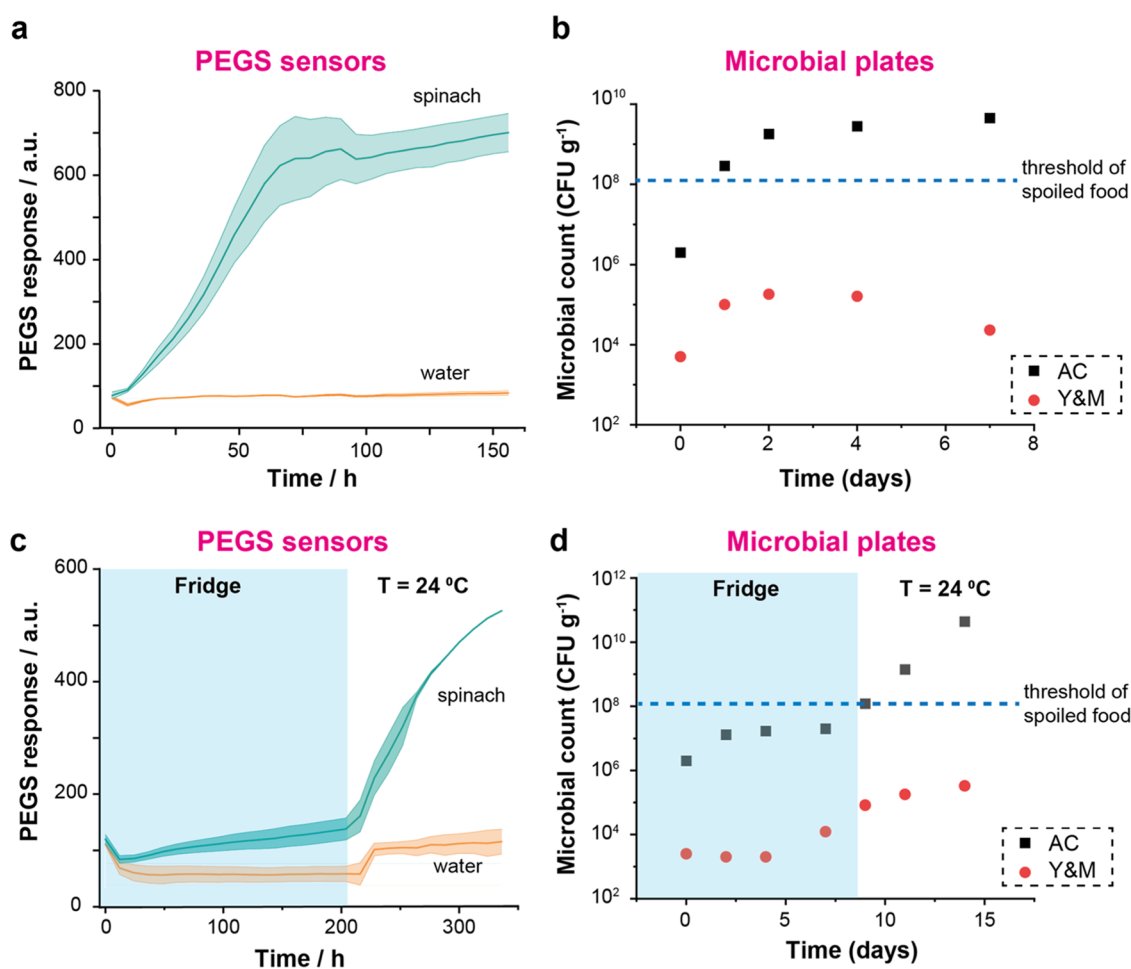 a
PEGS sensors
PEGS response / a.u.
800
600
400
200
0
spinach
water
0 50 100 150
Time / h
b
Microbial plates
Microbial count (CFU g⁻¹)
10¹⁰
10⁸
10⁶
10⁴
10²
threshold of
spoiled food
AC
Y&M
0 2 4 6 8
Time (days)
c
PEGS sensors
Fridge
T = 24 ⁰C
PEGS response / a.u.
600
400
200
0
spinach
water
0 100 200 300
Time / h
d
Microbial plates
Fridge
T = 24 ⁰C
Microbial count (CFU g⁻¹)
10¹²
10¹⁰
10⁸
10⁶
10⁴
10²
threshold of
spoiled food
AC
Y&M
0 5 10 15
Time (days)